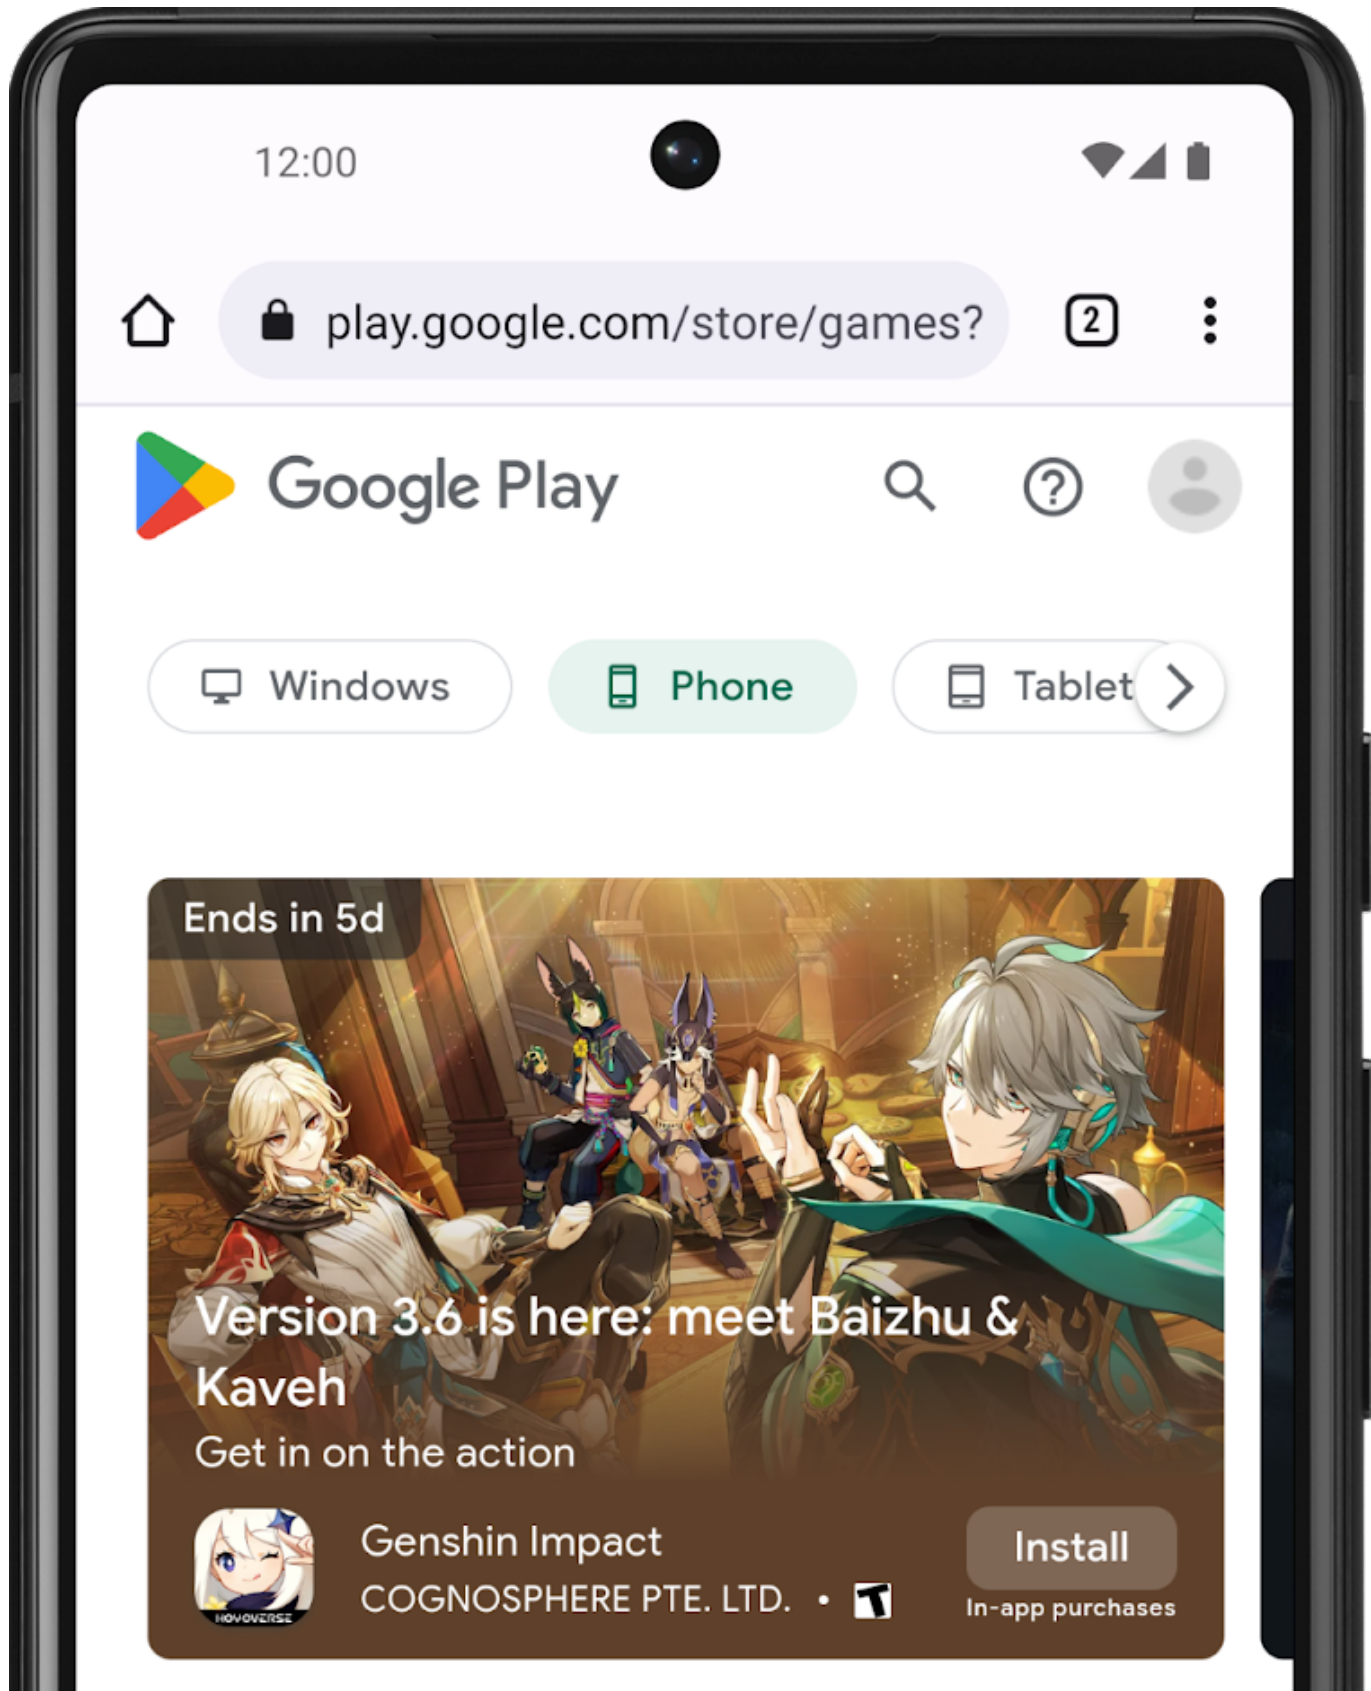 12:00
play.google.com/store/games?
2
Google Play
Windows
Phone
Tablet
Ends in 5d
Version 3.6 is here: meet Baizhu &
Kaveh
Get in on the action
Genshin Impact
Install
COGNOSPHERE PTE. LTD. • T
In-app purchases
HOYOVERSE